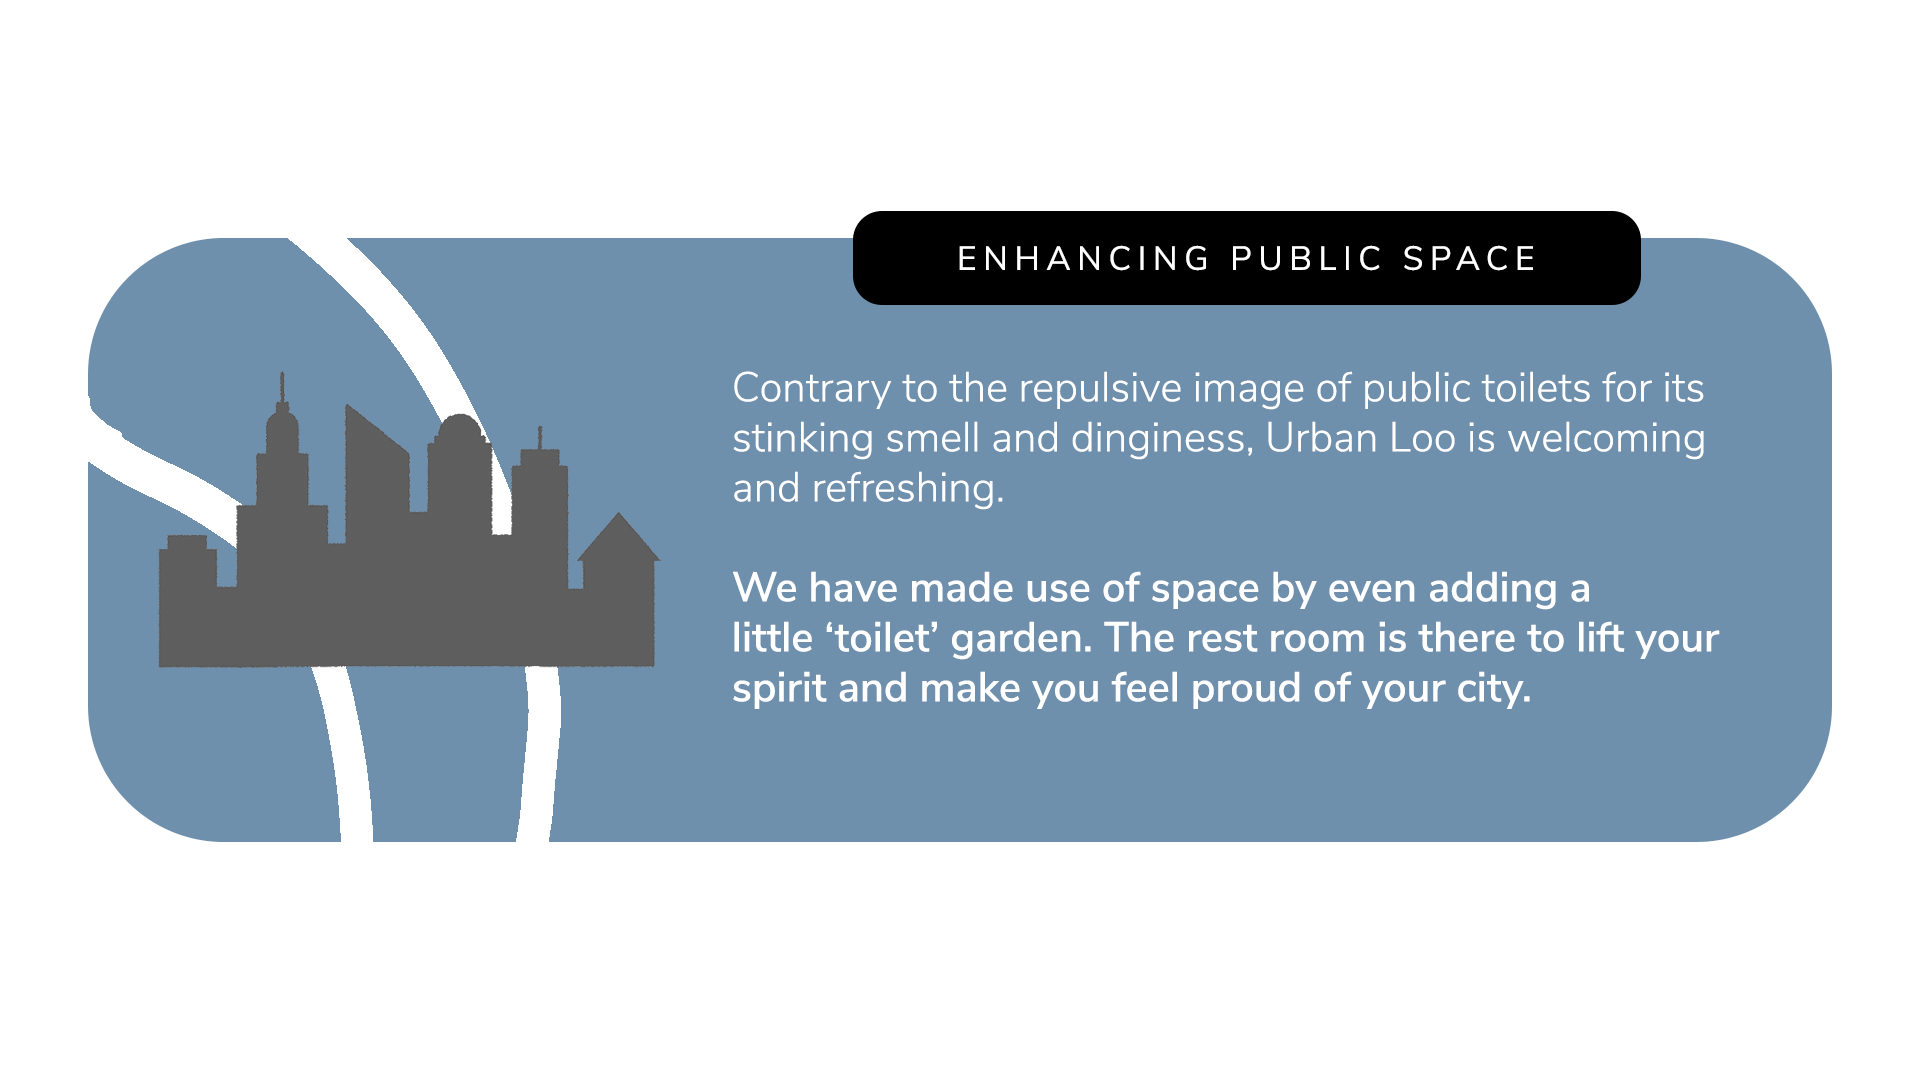 ENHANCING PUBLIC SPACE
Contrary to the repulsive image of public toilets for its
stinking smell and dinginess, Urban Loo is welcoming
and refreshing.
We have made use of space by even adding a
little ‘toilet’ garden. The rest room is there to lift your
spirit and make you feel proud of your city.